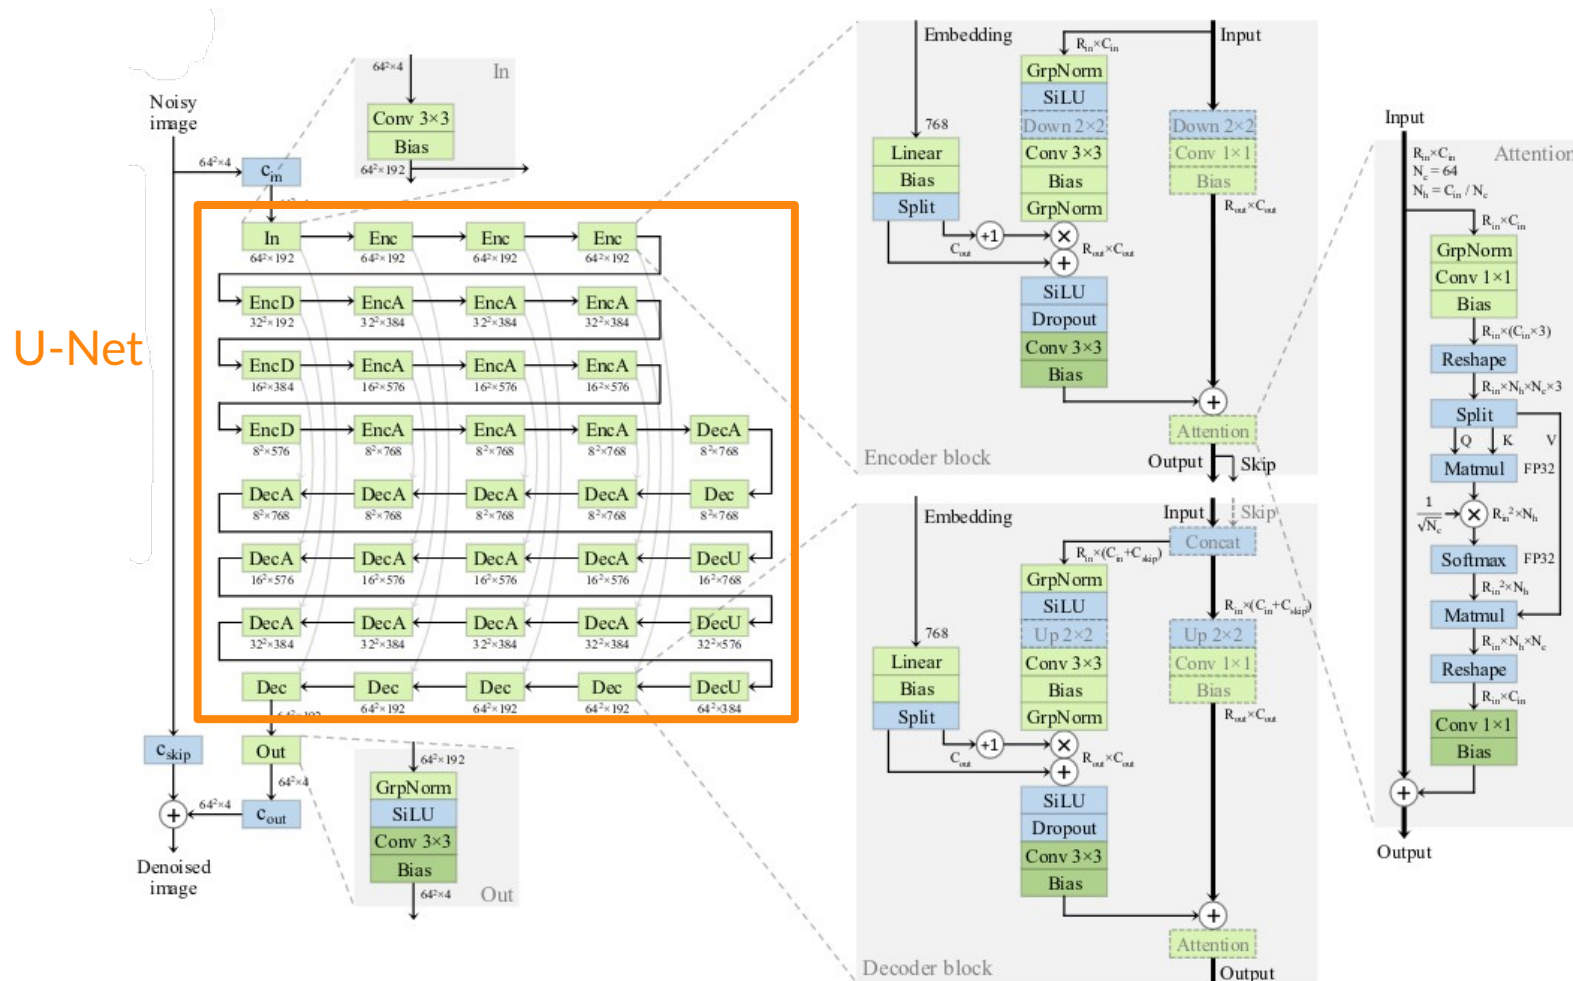 Noisy
image
64²×4
c_in
64²×4
Conv 3×3
Bias
64²×192
In
U-Net
In
64²×192
Enc
64²×192
Enc
64²×192
Enc
64²×192
EncD
32²×192
EncA
32²×384
EncA
32²×384
EncA
32²×384
EncD
16²×384
EncA
16²×576
EncA
16²×576
EncA
16²×576
EncD
8²×576
EncA
8²×768
EncA
8²×768
EncA
8²×768
DecA
8²×768
DecA
8²×768
DecA
8²×768
DecA
8²×768
DecA
8²×768
Dec
8²×768
DecA
16²×576
DecA
16²×576
DecA
16²×576
DecA
16²×576
DecU
16²×768
DecA
32²×384
DecA
32²×384
DecA
32²×384
DecA
32²×384
DecU
32²×576
Dec
Dec
64²×192
Dec
64²×192
Dec
64²×192
DecU
64²×384
c_skip
Out
64²×4
64²×4
c_out
Denoised
image
64²×192
GrpNorm
SiLU
Conv 3×3
Bias
64²×4
Out
Embedding
768
Linear
Bias
Split
C_out
+1
Input
R_in×C_in
GrpNorm
SiLU
Down 2×2
Conv 3×3
Bias
GrpNorm
×
R_out×C_out
+
SiLU
Dropout
Conv 3×3
Bias
Down 2×2
Conv 1×1
Bias
R_out×C_out
+
Attention
Output
Skip
Encoder block
Embedding
768
Linear
Bias
Split
C_out
+1
Input
Skip
Concat
R_in×(C_in+C_skip)
GrpNorm
SiLU
Up 2×2
Conv 3×3
Bias
GrpNorm
×
R_out×C_out
+
SiLU
Dropout
Conv 3×3
Bias
R_in×(C_in+C_skip)
Up 2×2
Conv 1×1
Bias
R_out×C_out
+
Attention
Output
Decoder block
Input
Attention
R_in×C_in
N_c = 64
N_h = C_in / N_c
R_in×C_in
GrpNorm
Conv 1×1
Bias
R_in×(C_in×3)
Reshape
R_in×N_h×N_c×3
Split
Q
K
V
Matmul
FP32
1/√N_c
×
R_in²×N_h
Softmax
FP32
R_in²×N_h
Matmul
R_in×N_h×N_c
Reshape
R_in×C_in
Conv 1×1
Bias
+
Output